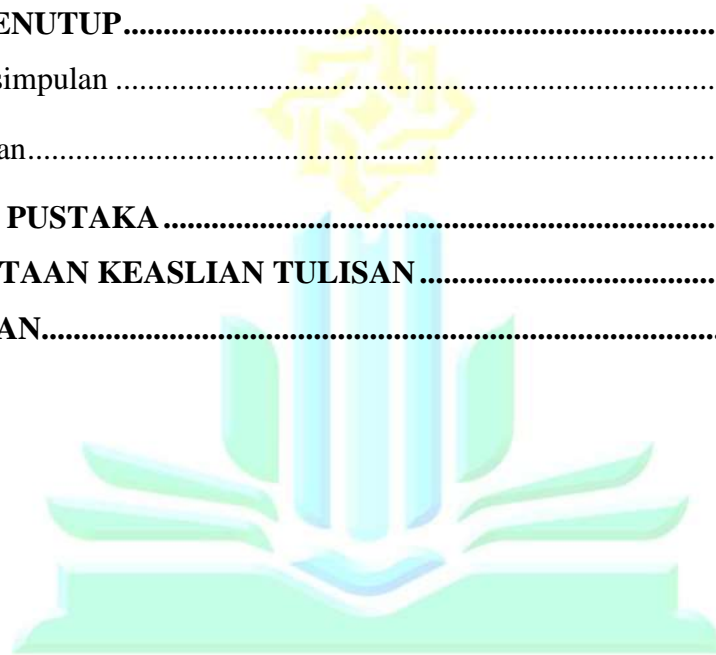 ENUTUP................................................................................
simpulan ................................................................................
an................................................................................
PUSTAKA................................................................................
TAAN KEASLIAN TULISAN................................................................................
AN................................................................................